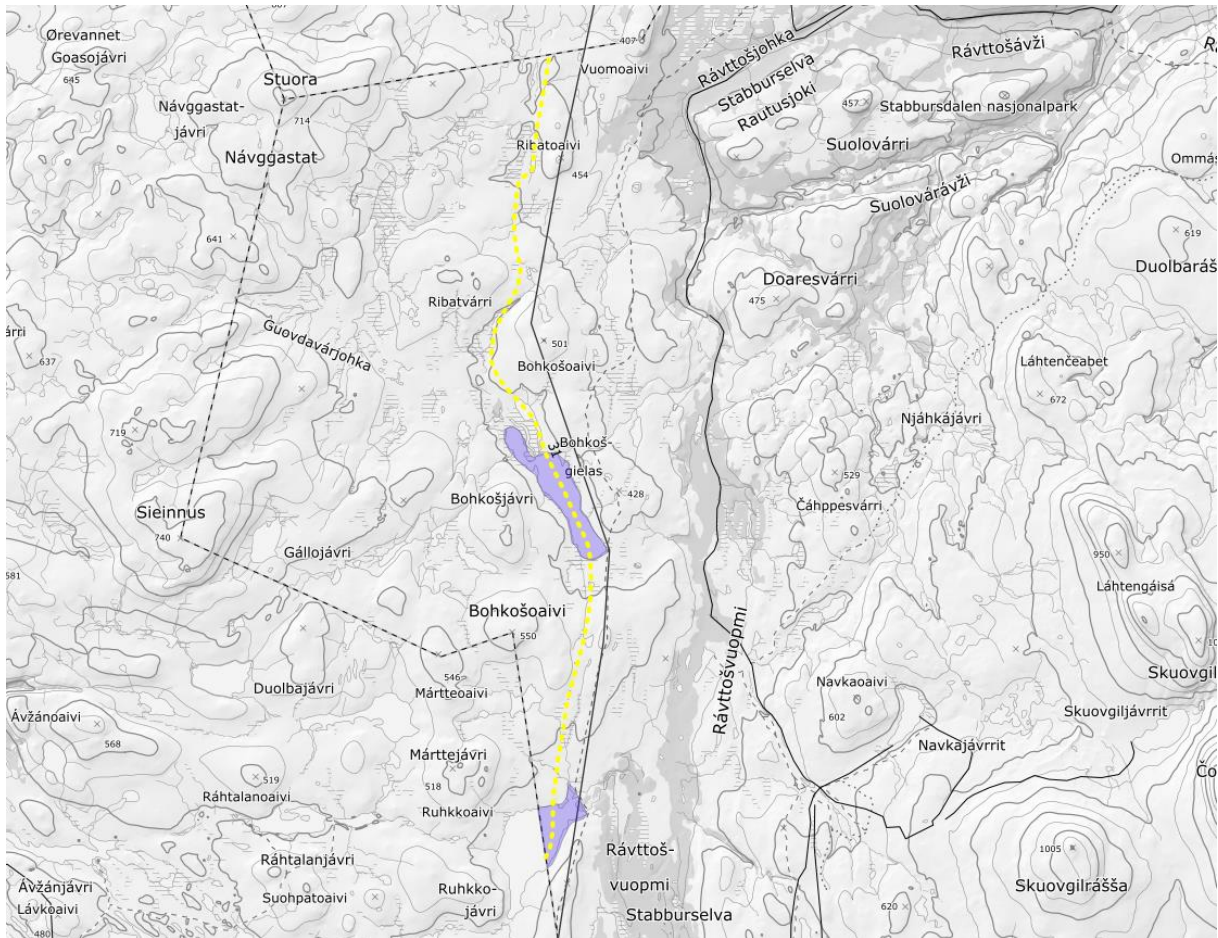 Ørevannet
Goasojávri
645
Návggastat-
jávri
Stuora
714
Návggastat
407
Vuomoaivi
Ribatoaivi
454
Rávttošjohka
Stabburselva
Rautusjoki
Rávttošávži
457
Stabbursdalen nasjonalpark
Suolovárri
Suolovárávži
619
641
Guovdavárjohka
Ribatvárri
501
Bohkošoaivi
Doaresvárri
475
637
719
Sieinnus
740
Gállojávri
31
Bohkoš-
gielas
428
Bohkošjávri
Láhtenčeabet
672
Njáhkájávri
529
Čáhppesvárri
950
Láhtengáisá
581
Bohkošoaivi
550
546
Mártteoaivi
Duolbajávri
Ávžánoaivi
568
519
Ráhtalanoaivi
Márttejávri
518
Ruhkkoaivi
Rávttošvuopmi
Navkaoaivi
602
Skuovgiljávrrit
Navkajávrrit
Ráhtalanjávri
Suohpatoaivi
Ávžánjávri
Lávkoaivi
480
Ruhkko-
jávri
Rávttoš-
vuopmi
Stabburselva
1005
Skuovgilrášša
620